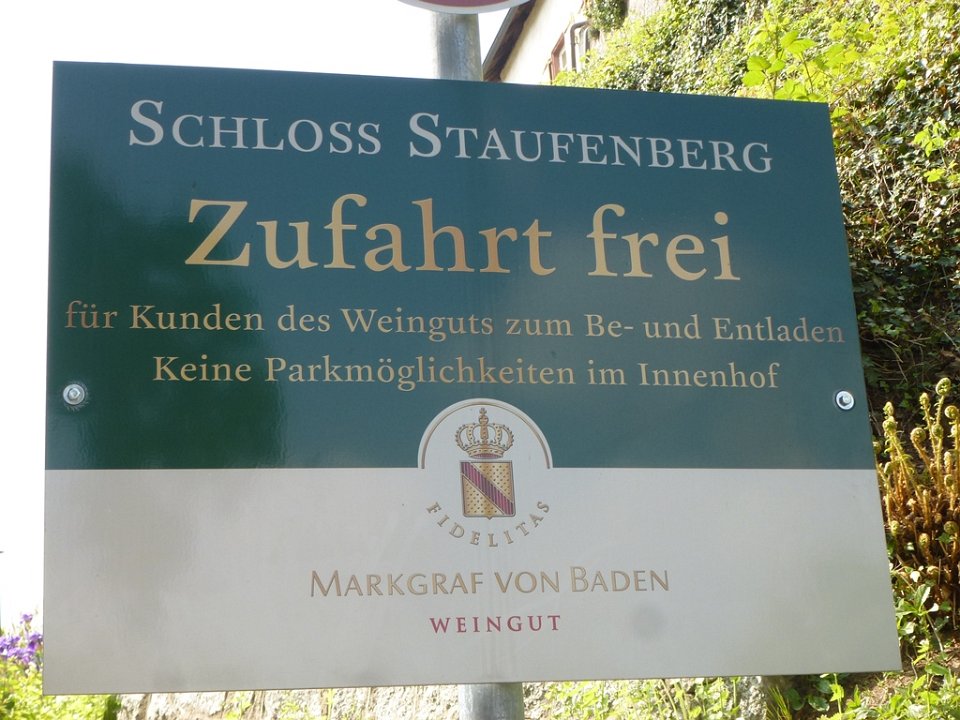 Schloss Staufenberg
Zufahrt frei
für Kunden des Weinguts zum Be- und Entladen
Keine Parkmöglichkeiten im Innenhof
FIDELITAS
Markgraf von Baden
WEINGUT